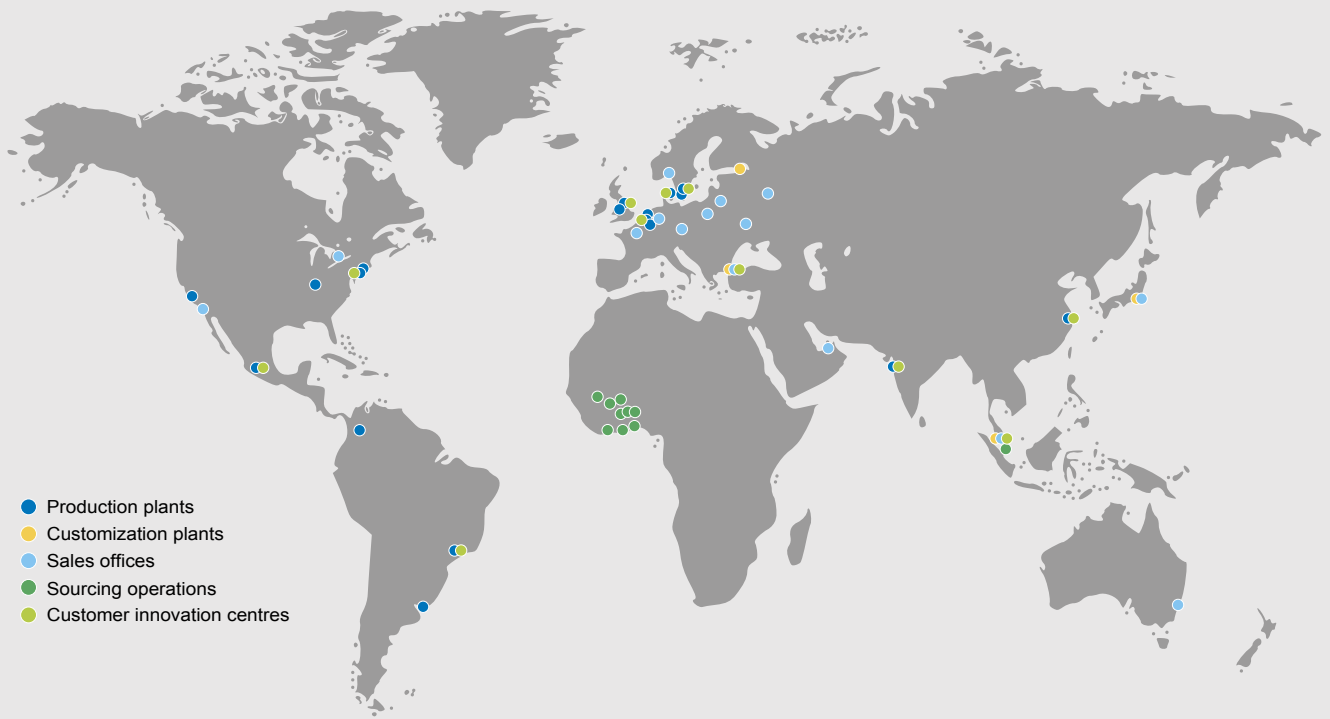 Production plants
Customization plants
Sales offices
Sourcing operations
Customer innovation centres